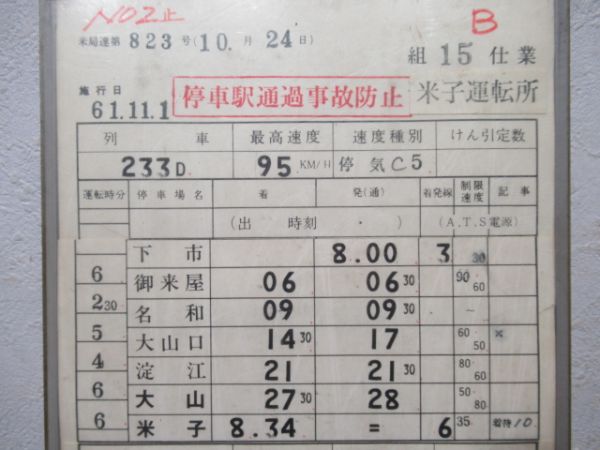 NO2止
B
米局達第 823 号(10. 月 24 日)
組 15 仕業
施行日 61.11.1
停車駅通過事故防止
米子運転所
列車 最高速度 速度種別 けん引定数
233D 95 KM/H 停気C5
運転時分 停車場名 着 発(通) 着発線 制限速度 記事
(出 時刻 ・ ) (A.T.S電源)
下市 8.00 3 30
6 御来屋 06 06 30 90 60
2 30 名和 09 09 30 ~
5 大山口 14 30 17 60 50 ×
4 淀江 21 21 30 80 60
6 大山 27 30 28 50 80
6 米子 8.34 = 6 35 着待10